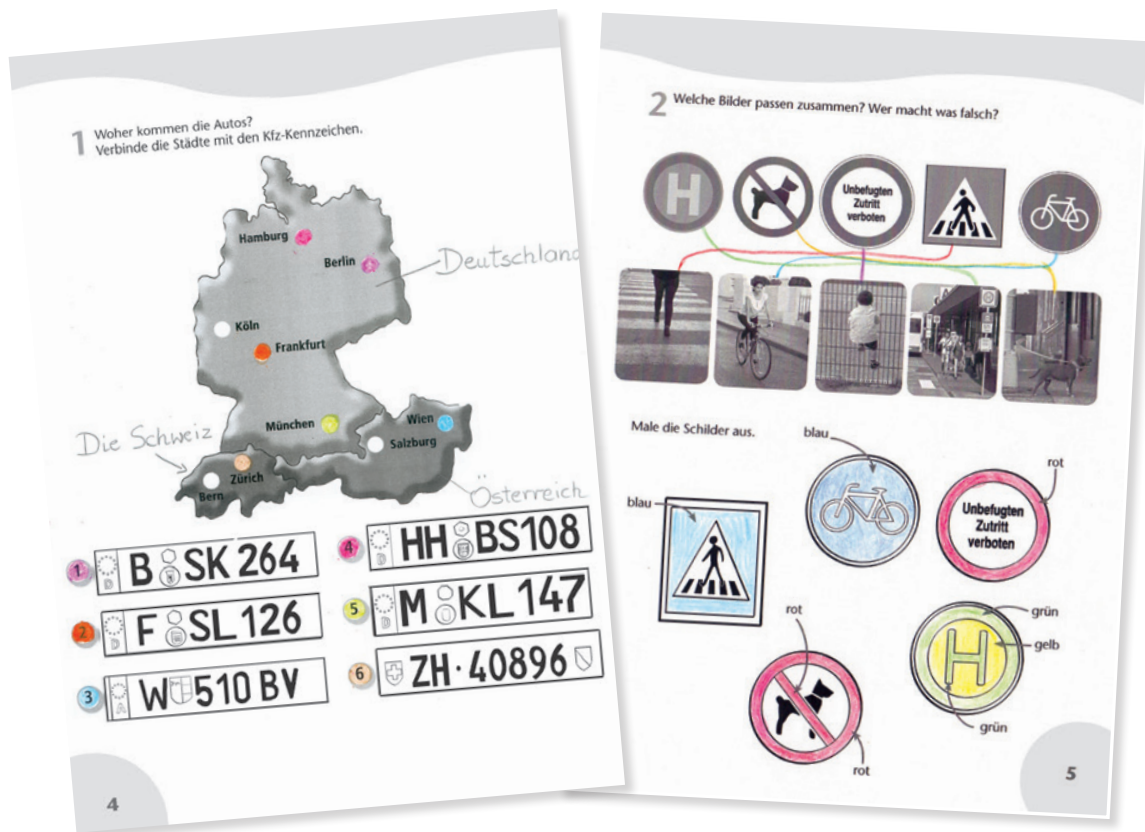 1 Woher kommen die Autos?
Verbinde die Städte mit den Kfz-Kennzeichen.
Hamburg
Berlin
Deutschland
Köln
Frankfurt
München
Wien
Salzburg
Die Schweiz
Zürich
Bern
Österreich
1 D B SK 264
2 D F SL 126
3 A W 510 BV
4 D HH BS 108
5 D M KL 147
6 ZH · 40896
4
2 Welche Bilder passen zusammen? Wer macht was falsch?
H
Unbefugten
Zutritt
verboten
Male die Schilder aus.
blau
blau
rot
Unbefugten
Zutritt
verboten
rot
rot
grün
gelb
H
grün
5